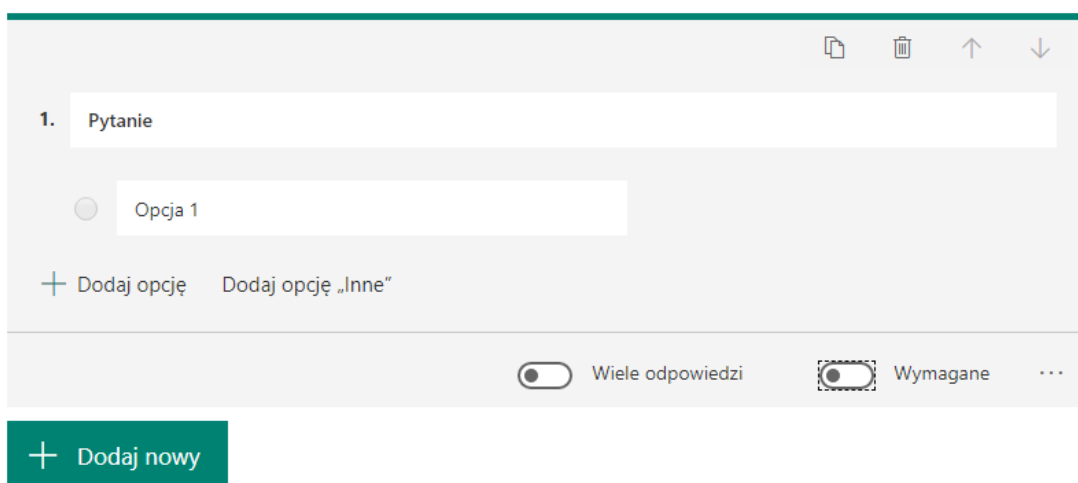 1. Pytanie
Opcja 1
Dodaj opcję Dodaj opcję „Inne”
Wiele odpowiedzi Wymagane ...
Dodaj nowy